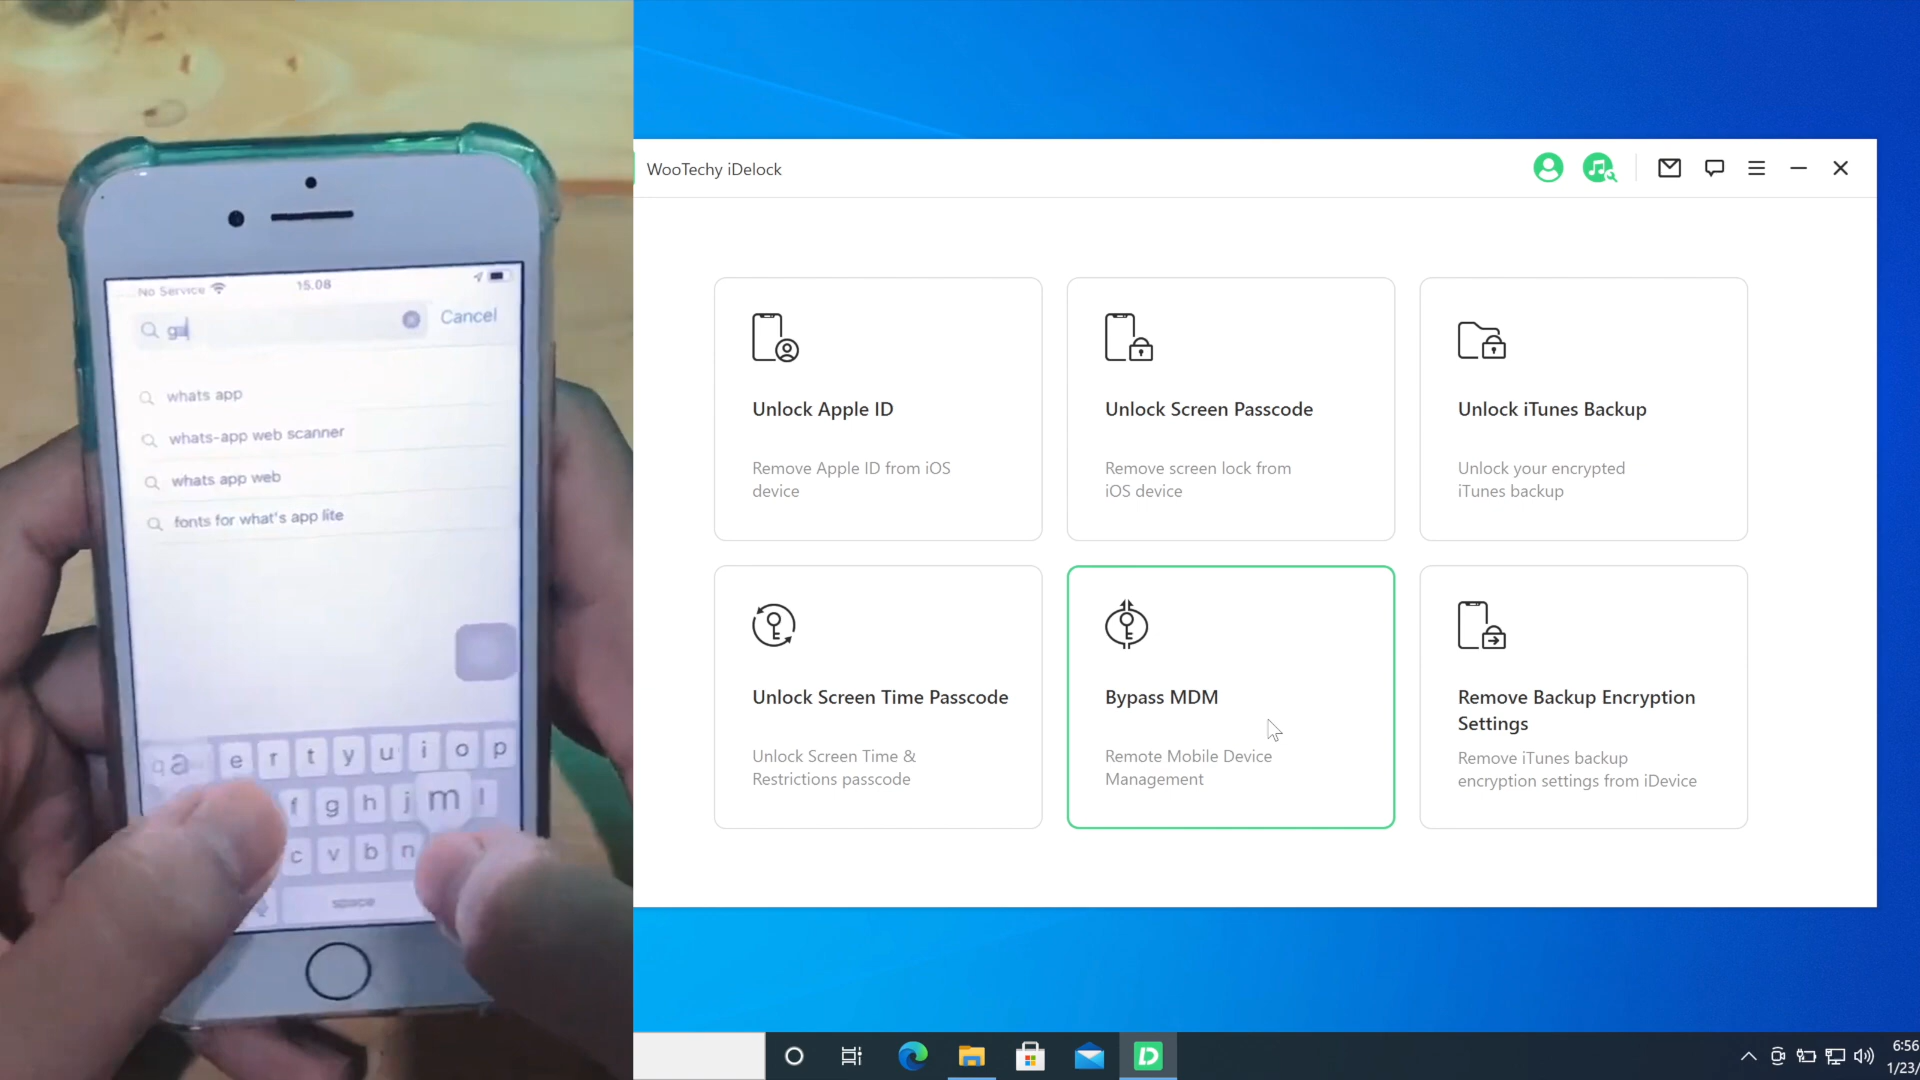 No Service
15.08
Cancel
whats app
whats-app web scanner
whats app web
fonts for what's app lite
a
e r t y u i o p
f g h j m l
c v b n
space
WooTechy iDelock
Unlock Apple ID
Remove Apple ID from iOS
device
Unlock Screen Passcode
Remove screen lock from
iOS device
Unlock iTunes Backup
Unlock your encrypted
iTunes backup
Unlock Screen Time Passcode
Unlock Screen Time &
Restrictions passcode
Bypass MDM
Remote Mobile Device
Management
Remove Backup Encryption
Settings
Remove iTunes backup
encryption settings from iDevice
6:56
1/23/